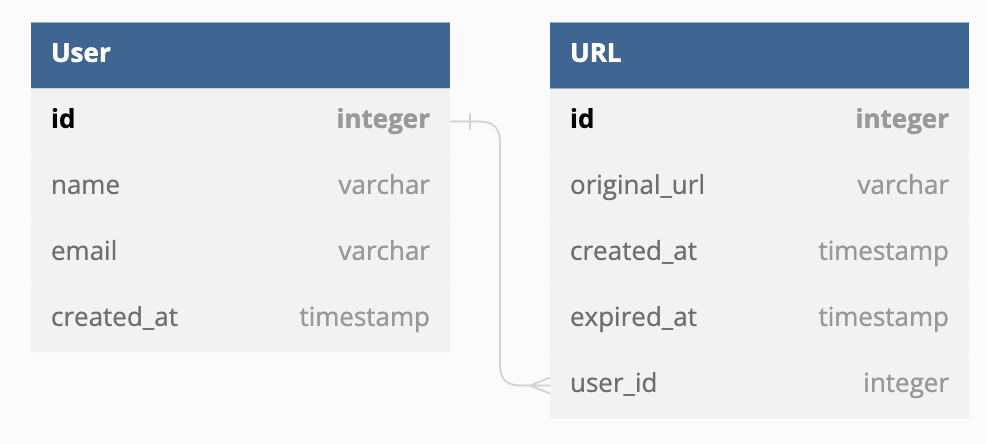 User
id integer
name varchar
email varchar
created_at timestamp
URL
id integer
original_url varchar
created_at timestamp
expired_at timestamp
user_id integer